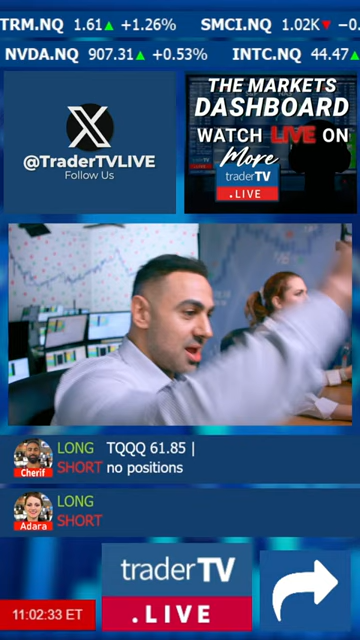 TRM.NQ 1.61▲ +1.26% SMCI.NQ 1.02K▼ −0.
NVDA.NQ 907.31▲ +0.53% INTC.NQ 44.47▲
X
@TraderTVLIVE
Follow Us
THE MARKETS
DASHBOARD
WATCH LIVE ON
More
traderTV
.LIVE
LONG TQQQ 61.85 |
SHORT no positions
Cherif
LONG
SHORT
Adara
traderTV
.LIVE
11:02:33 ET